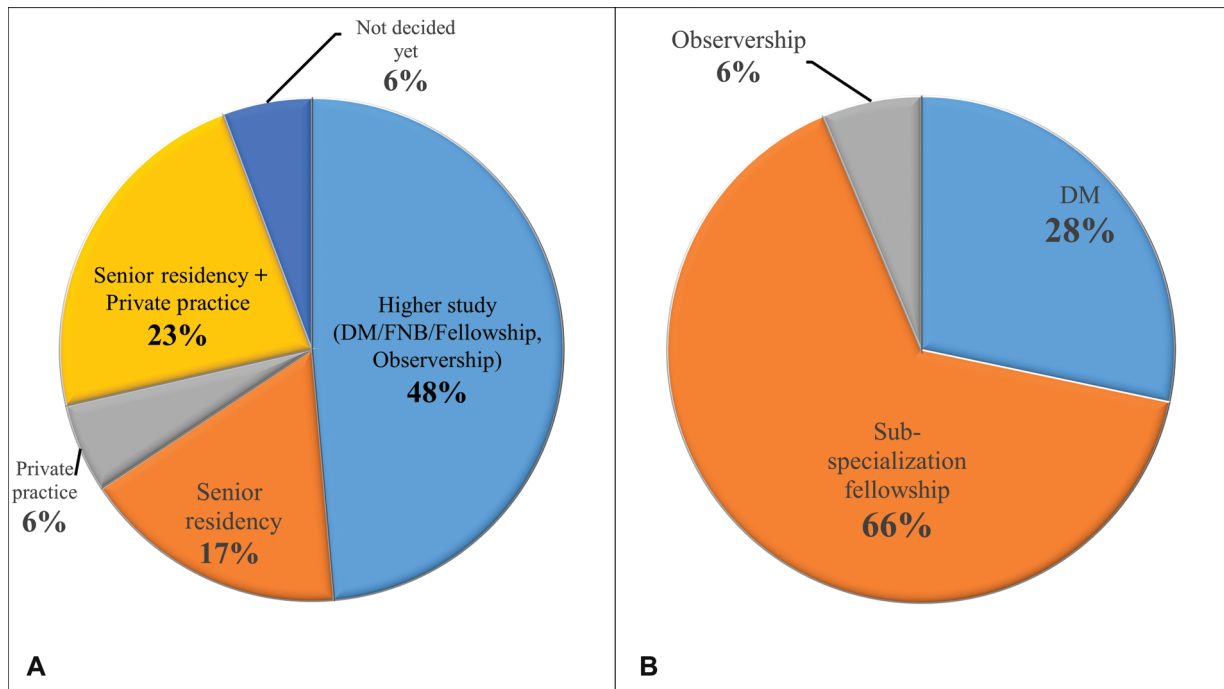 Not decided
yet
6%
Higher study
(DM/FNB/Fellowship,
Observership)
48%
Senior
residency
17%
Private
practice
6%
Senior residency +
Private practice
23%
A
Observership
6%
DM
28%
Sub-
specialization
fellowship
66%
B